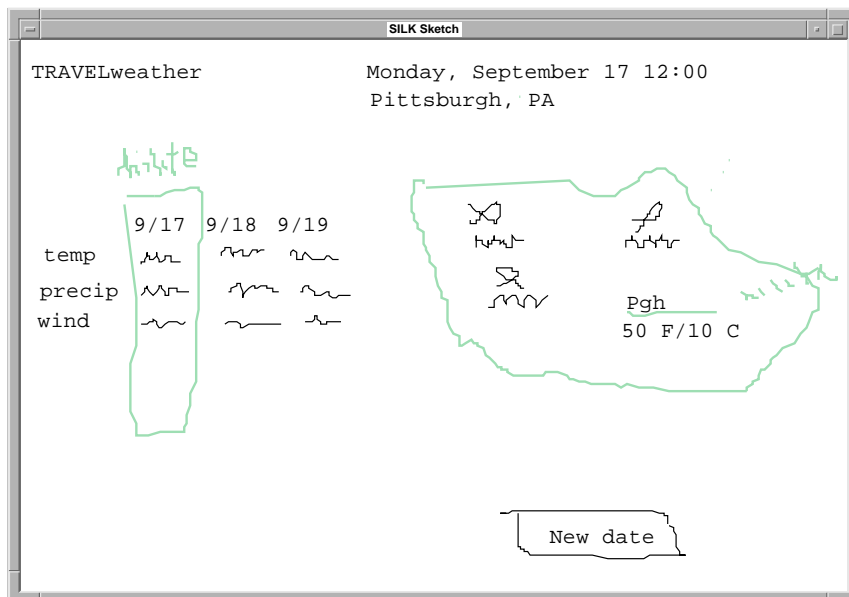 SILK Sketch
TRAVELweather
Monday, September 17 12:00
Pittsburgh, PA
9/17 9/18 9/19
temp
precip
wind
Pgh
50 F/10 C
New date